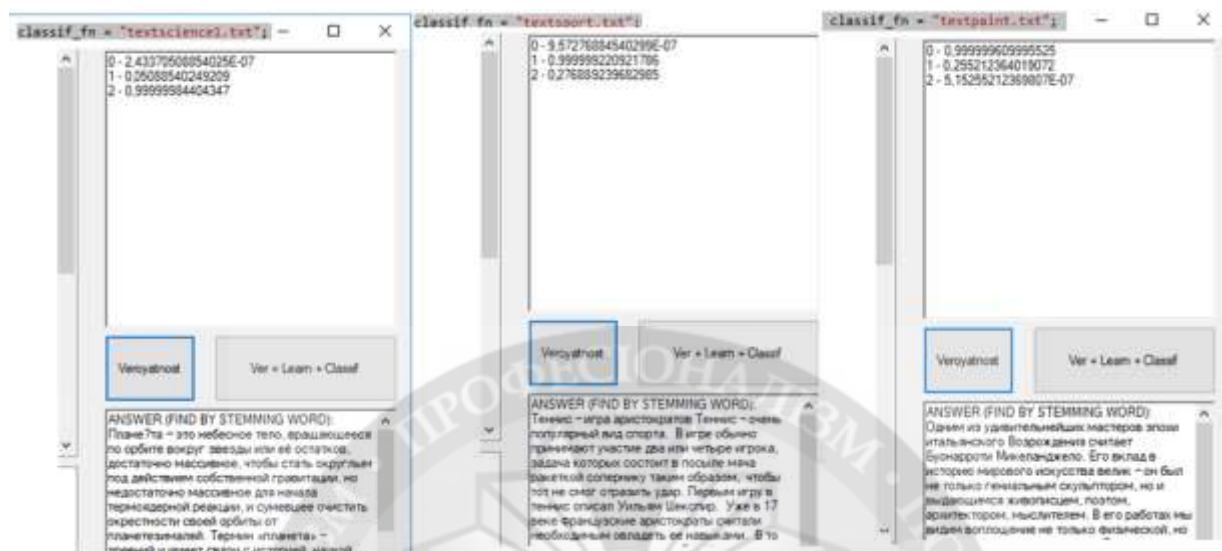 classif_fn = "textscience1.txt";
0 - 2,43370508854025E-07
1 - 0,05088540249209
2 - 0,99999984404347
Veroyatnost
Ver + Learn + Classif
ANSWER (FIND BY STEMMING WORD):
Плане?та – это небесное тело, вращающееся
по орбите вокруг звезды или её остатков,
достаточно массивное, чтобы стать округлым
под действием собственной гравитации, но
недостаточно массивное для начала
термоядерной реакции, и сумевшее очистить
окрестности своей орбиты от
планетезималей. Термин «планета» –
древний и имеет связи с историей, наукой,
classif_fn = "textsport.txt";
0 - 9,57276884540299E-07
1 - 0,999999220921786
2 - 0,276889239682985
Veroyatnost
Ver + Learn + Classif
ANSWER (FIND BY STEMMING WORD):
Теннис – игра аристократов Теннис – очень
популярный вид спорта. В игре обычно
принимают участие два или четыре игрока,
задача которых состоит в посыле мяча
ракеткой сопернику таким образом, чтобы
тот не смог отразить удар. Первым игру в
теннис описал Уильям Шекспир. Уже в 17
веке французские аристократы считали
необходимым овладеть ее навыками. В то
classif_fn = "textpaint.txt";
0 - 0,999999609995525
1 - 0,295212364019072
2 - 5,15255212369807E-07
Veroyatnost
Ver + Learn + Classif
ANSWER (FIND BY STEMMING WORD):
Одним из удивительнейших мастеров эпохи
итальянского Возрождения считает
Буонарроти Микеланджело. Его вклад в
историю мирового искусства велик – он был
не только гениальным скульптором, но и
выдающимся живописцем, поэтом,
архитектором, мыслителем. В его работах мы
видим воплощение не только физической, но
ПРОФЕСІОНАЛІЗМ